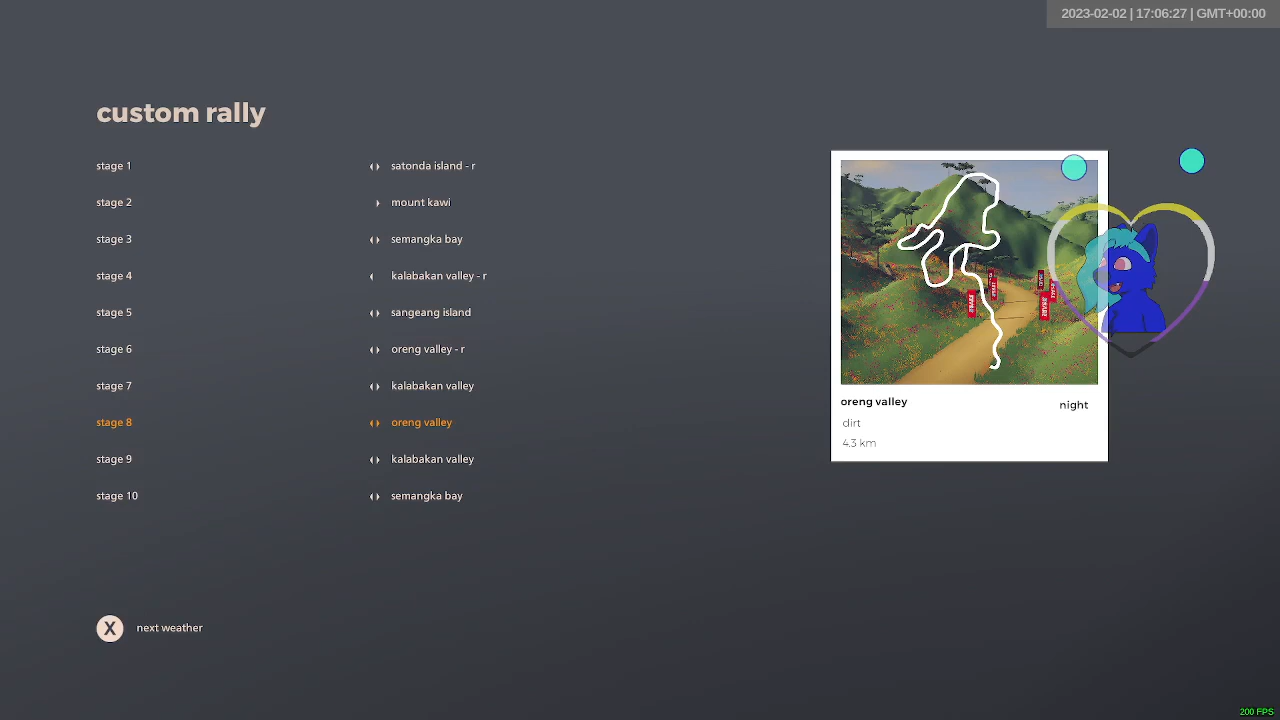 2023-02-02 | 17:06:27 | GMT+00:00
custom rally
stage 1 satonda island - r
stage 2 mount kawi
stage 3 semangka bay
stage 4 kalabakan valley - r
stage 5 sangeang island
stage 6 oreng valley - r
stage 7 kalabakan valley
stage 8 oreng valley
stage 9 kalabakan valley
stage 10 semangka bay
oreng valley night
dirt
4.3 km
X next weather
200 FPS